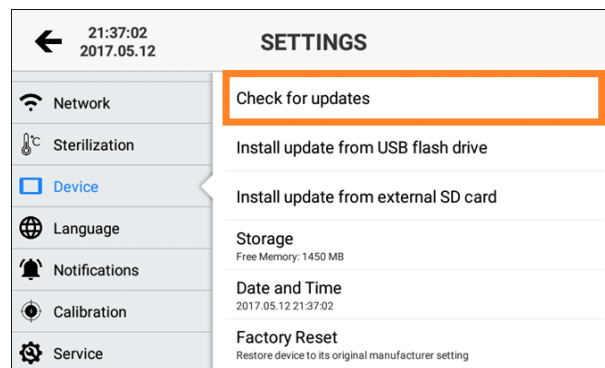 21:37:02
2017.05.12
SETTINGS
Network
°C
Sterilization
Device
Language
Notifications
Calibration
Service
Check for updates
Install update from USB flash drive
Install update from external SD card
Storage
Free Memory: 1450 MB
Date and Time
2017.05.12 21:37:02
Factory Reset
Restore device to its original manufacturer setting